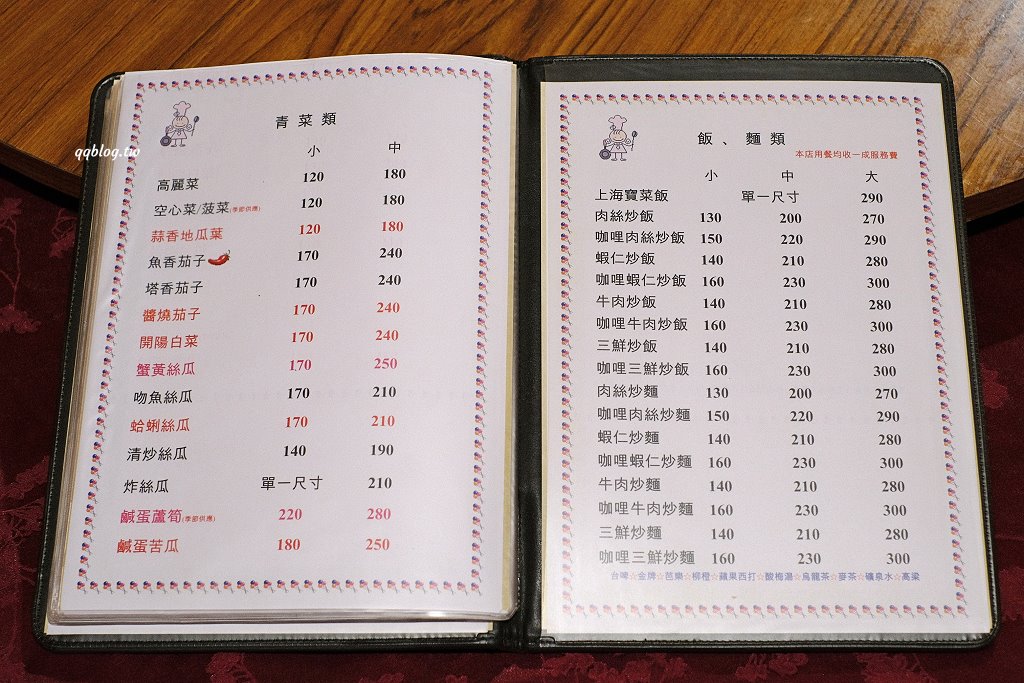 qqblog.tw
青菜類
小 中
高麗菜 120 180
空心菜/菠菜(季節供應) 120 180
蒜香地瓜葉 120 180
魚香茄子 170 240
塔香茄子 170 240
醬燒茄子 170 240
開陽白菜 170 240
蟹黃絲瓜 170 250
吻魚絲瓜 170 210
蛤蜊絲瓜 170 210
清炒絲瓜 140 190
炸絲瓜 單一尺寸 210
鹹蛋蘆筍(季節供應) 220 280
鹹蛋苦瓜 180 250
飯、麵類
本店用餐均收一成服務費
小 中 大
上海寶菜飯 單一尺寸 290
肉絲炒飯 130 200 270
咖哩肉絲炒飯 150 220 290
蝦仁炒飯 140 210 280
咖哩蝦仁炒飯 160 230 300
牛肉炒飯 140 210 280
咖哩牛肉炒飯 160 230 300
三鮮炒飯 140 210 280
咖哩三鮮炒飯 160 230 300
肉絲炒麵 130 200 270
咖哩肉絲炒麵 150 220 290
蝦仁炒麵 140 210 280
咖哩蝦仁炒麵 160 230 300
牛肉炒麵 140 210 280
咖哩牛肉炒麵 160 230 300
三鮮炒麵 140 210 280
咖哩三鮮炒麵 160 230 300
台啤☆金牌☆芭樂☆柳橙☆蘋果西打☆酸梅湯☆烏龍茶☆麥茶☆礦泉水☆高梁